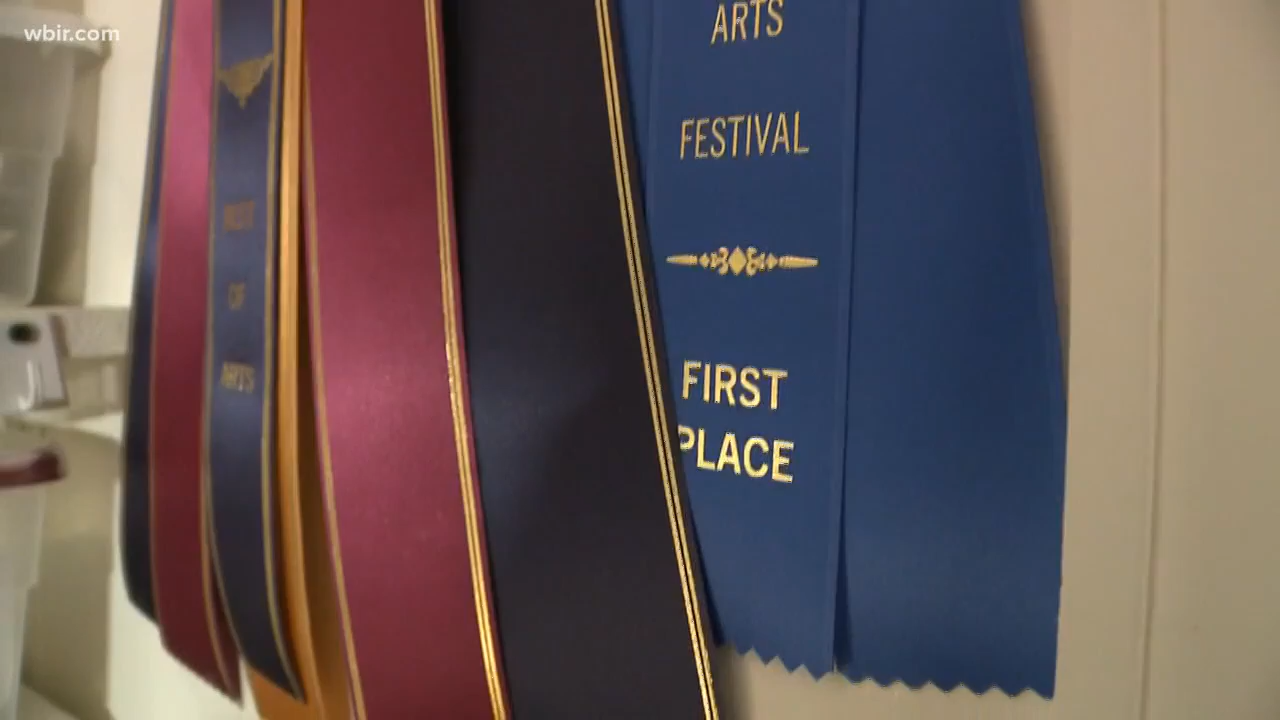 wbir.com
ARTS
FESTIVAL
FIRST
PLACE
OF
ARTS